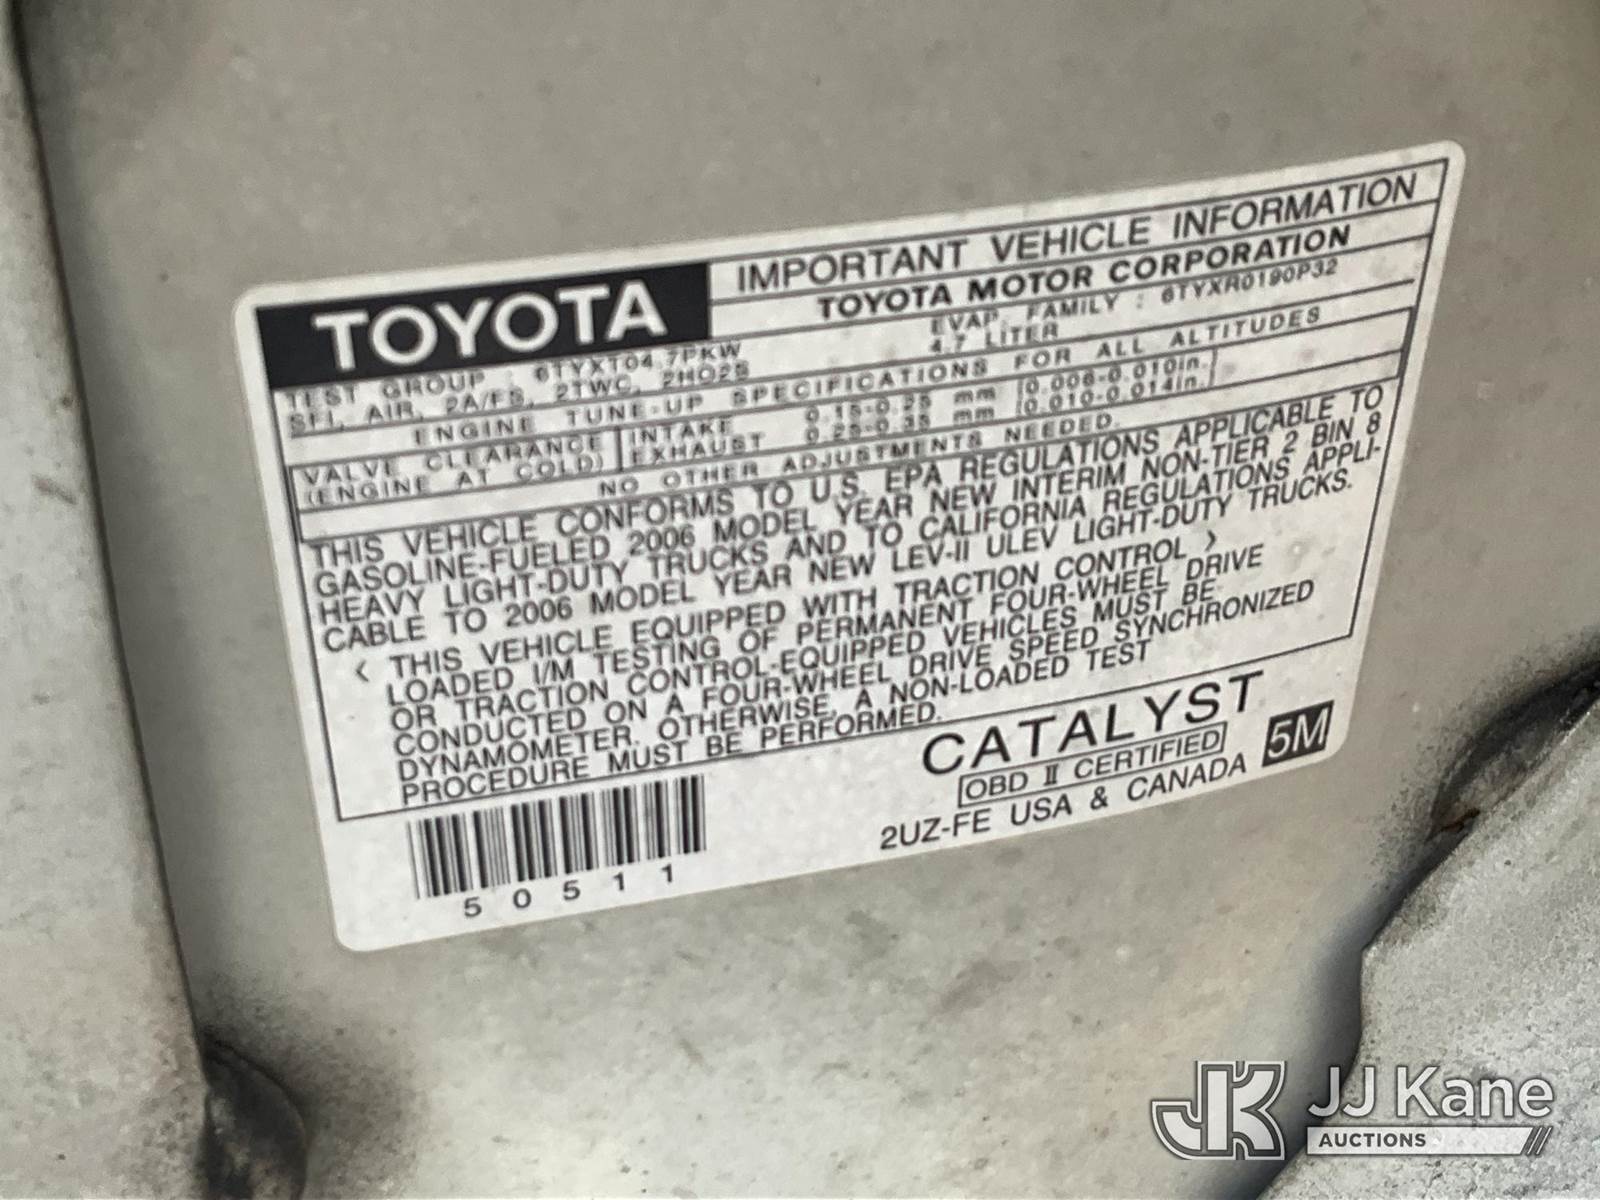 TOYOTA
IMPORTANT VEHICLE INFORMATION
TOYOTA MOTOR CORPORATION
TEST GROUP : 6TYXT04.7PKW EVAP. FAMILY : 6TYXR0190P32
SFI, AIR, 2A/FS, 2TWC, 2HO2S 4.7 LITER
ENGINE TUNE-UP SPECIFICATIONS FOR ALL ALTITUDES
VALVE CLEARANCE INTAKE 0.15-0.25 mm (0.006-0.010in.)
(ENGINE AT COLD) EXHAUST 0.25-0.35 mm (0.010-0.014in.)
NO OTHER ADJUSTMENTS NEEDED.
THIS VEHICLE CONFORMS TO U.S. EPA REGULATIONS APPLICABLE TO
GASOLINE-FUELED 2006 MODEL YEAR NEW INTERIM NON-TIER 2 BIN 8
HEAVY LIGHT-DUTY TRUCKS AND TO CALIFORNIA REGULATIONS APPLI-
CABLE TO 2006 MODEL YEAR NEW LEV-II ULEV LIGHT-DUTY TRUCKS.
< THIS VEHICLE EQUIPPED WITH TRACTION CONTROL >
LOADED I/M TESTING OF PERMANENT FOUR-WHEEL DRIVE
OR TRACTION CONTROL-EQUIPPED VEHICLES MUST BE
CONDUCTED ON A FOUR-WHEEL DRIVE SPEED SYNCHRONIZED
DYNAMOMETER. OTHERWISE, A NON-LOADED TEST
PROCEDURE MUST BE PERFORMED.
CATALYST
OBD II CERTIFIED
5M
2UZ-FE USA & CANADA
50511
JK JJ Kane
AUCTIONS